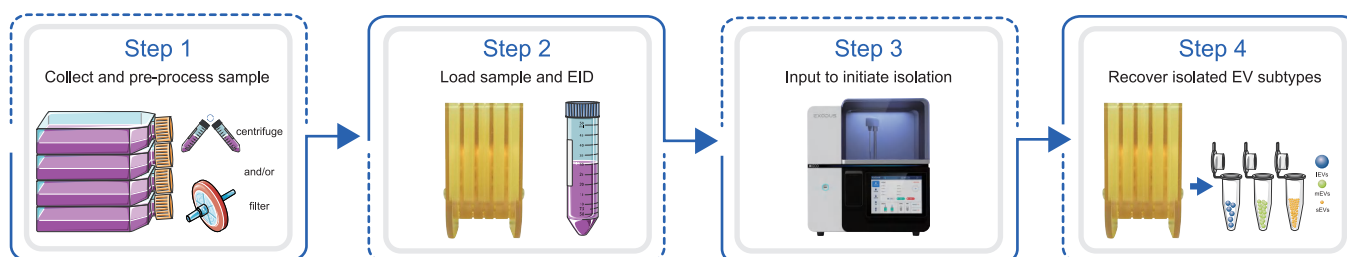 Step 1
Collect and pre-process sample
centrifuge
and/or
filter
Step 2
Load sample and EID
Step 3
Input to initiate isolation
EXODUS
Step 4
Recover isolated EV subtypes
lEVs
mEVs
sEVs